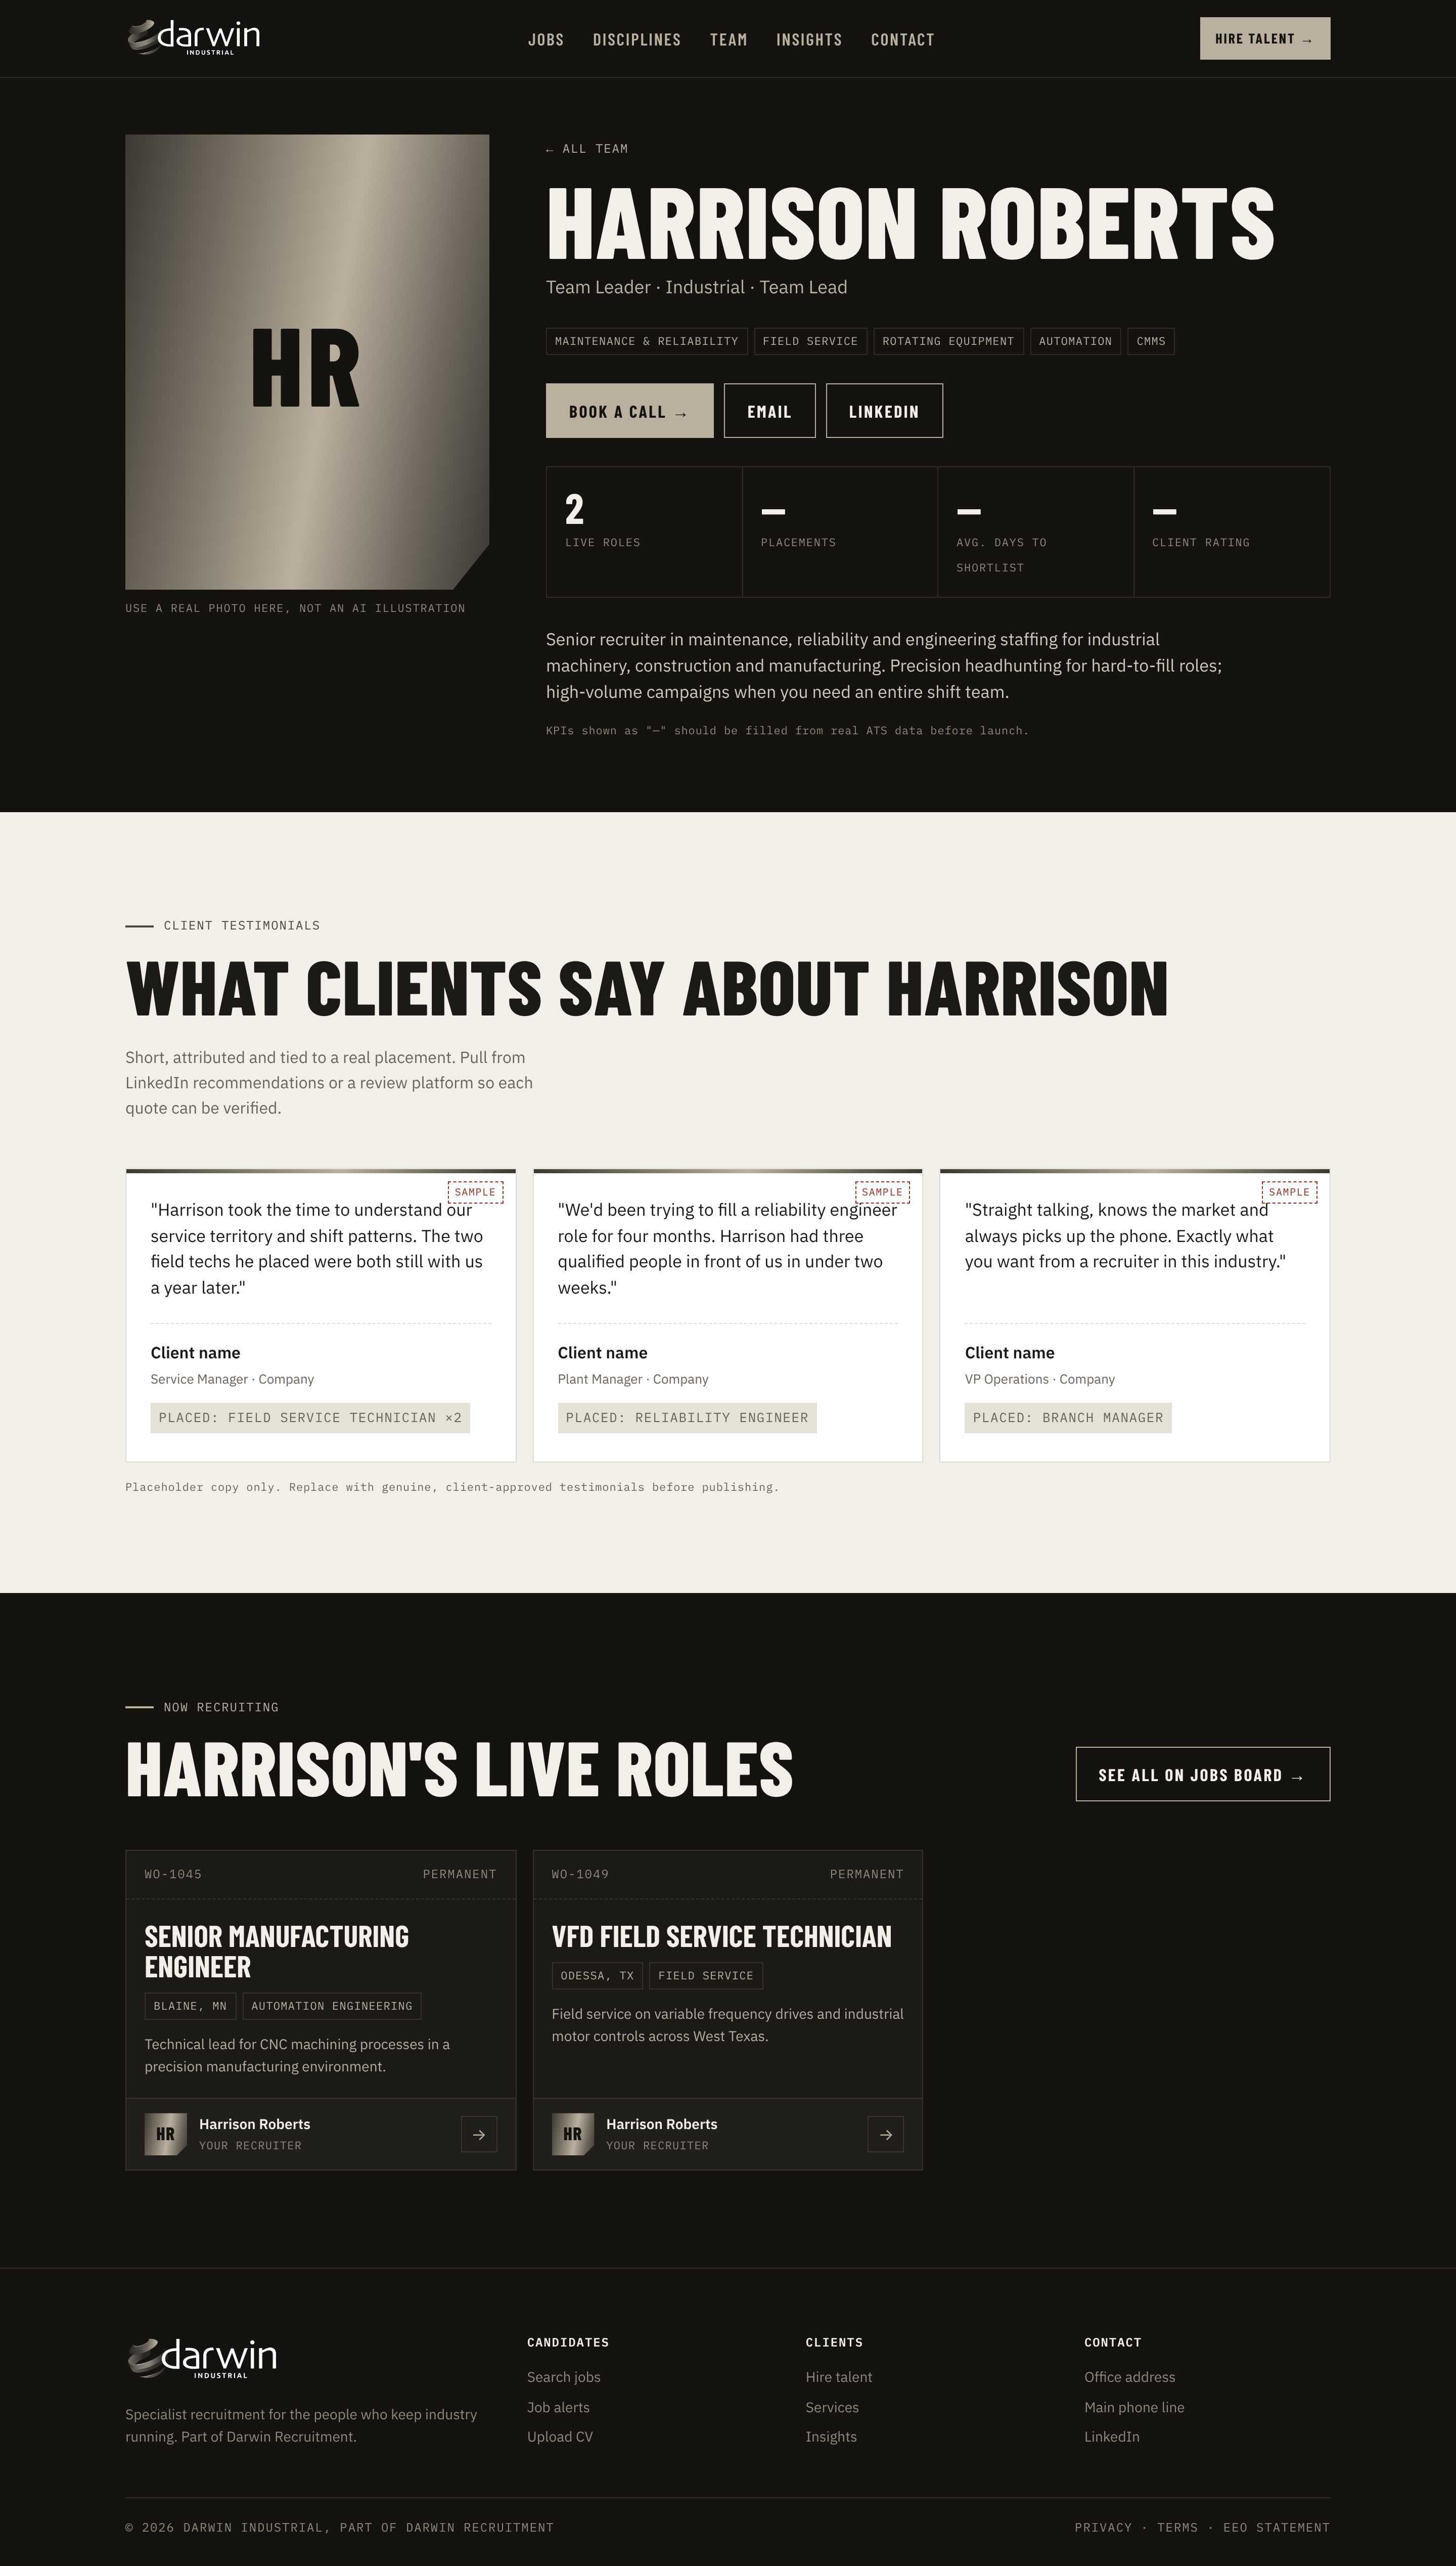 darwin
INDUSTRIAL
JOBS DISCIPLINES TEAM INSIGHTS CONTACT
HIRE TALENT →
HR
USE A REAL PHOTO HERE, NOT AN AI ILLUSTRATION
← ALL TEAM
HARRISON ROBERTS
Team Leader · Industrial · Team Lead
MAINTENANCE & RELIABILITY FIELD SERVICE ROTATING EQUIPMENT AUTOMATION CMMS
BOOK A CALL → EMAIL LINKEDIN
2
LIVE ROLES
—
PLACEMENTS
—
AVG. DAYS TO
SHORTLIST
—
CLIENT RATING
Senior recruiter in maintenance, reliability and engineering staffing for industrial
machinery, construction and manufacturing. Precision headhunting for hard-to-fill roles;
high-volume campaigns when you need an entire shift team.
KPIs shown as "—" should be filled from real ATS data before launch.
CLIENT TESTIMONIALS
WHAT CLIENTS SAY ABOUT HARRISON
Short, attributed and tied to a real placement. Pull from
LinkedIn recommendations or a review platform so each
quote can be verified.
SAMPLE
"Harrison took the time to understand our
service territory and shift patterns. The two
field techs he placed were both still with us
a year later."
Client name
Service Manager · Company
PLACED: FIELD SERVICE TECHNICIAN ×2
SAMPLE
"We'd been trying to fill a reliability engineer
role for four months. Harrison had three
qualified people in front of us in under two
weeks."
Client name
Plant Manager · Company
PLACED: RELIABILITY ENGINEER
SAMPLE
"Straight talking, knows the market and
always picks up the phone. Exactly what
you want from a recruiter in this industry."
Client name
VP Operations · Company
PLACED: BRANCH MANAGER
Placeholder copy only. Replace with genuine, client-approved testimonials before publishing.
NOW RECRUITING
HARRISON'S LIVE ROLES
SEE ALL ON JOBS BOARD →
WO-1045 PERMANENT
SENIOR MANUFACTURING
ENGINEER
BLAINE, MN AUTOMATION ENGINEERING
Technical lead for CNC machining processes in a
precision manufacturing environment.
HR
Harrison Roberts
YOUR RECRUITER
→
WO-1049 PERMANENT
VFD FIELD SERVICE TECHNICIAN
ODESSA, TX FIELD SERVICE
Field service on variable frequency drives and industrial
motor controls across West Texas.
HR
Harrison Roberts
YOUR RECRUITER
→
darwin
INDUSTRIAL
Specialist recruitment for the people who keep industry
running. Part of Darwin Recruitment.
CANDIDATES
Search jobs
Job alerts
Upload CV
CLIENTS
Hire talent
Services
Insights
CONTACT
Office address
Main phone line
LinkedIn
© 2026 DARWIN INDUSTRIAL, PART OF DARWIN RECRUITMENT
PRIVACY · TERMS · EEO STATEMENT